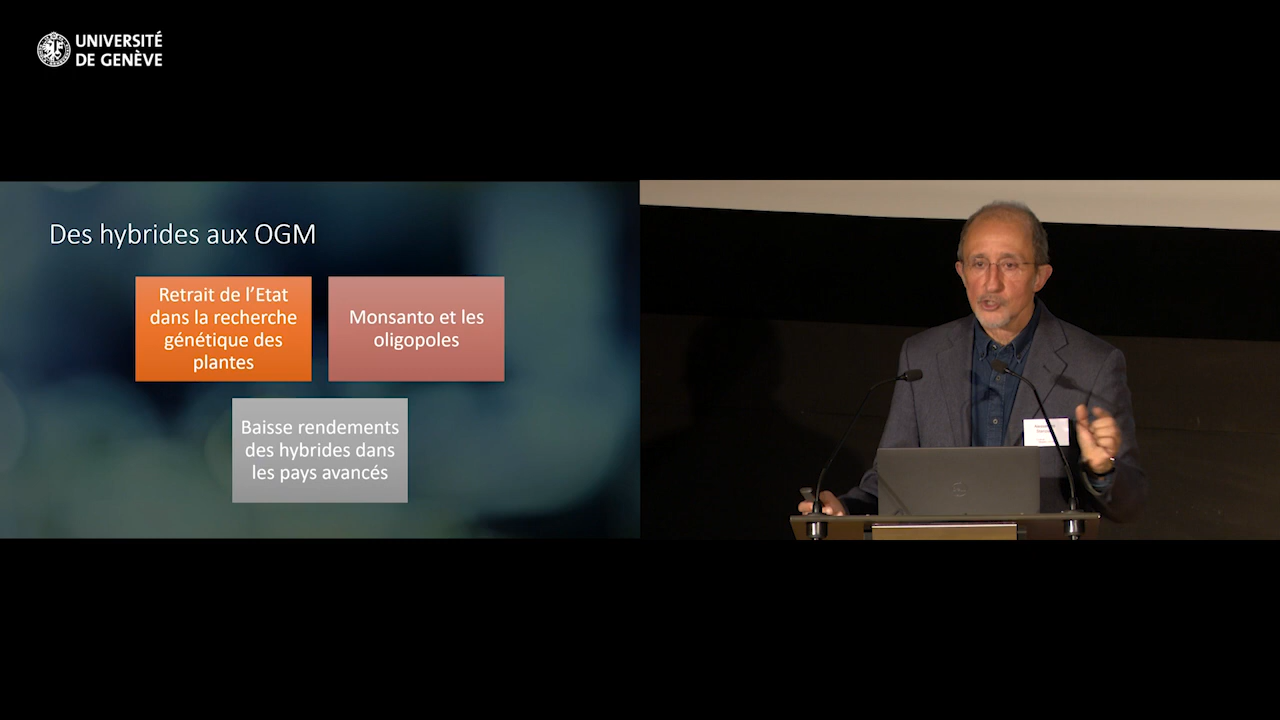 UNIVERSITÉ
DE GENÈVE
Des hybrides aux OGM
Retrait de l'Etat
dans la recherche
génétique des
plantes
Monsanto et les
oligopoles
Baisse rendements
des hybrides dans
les pays avancés